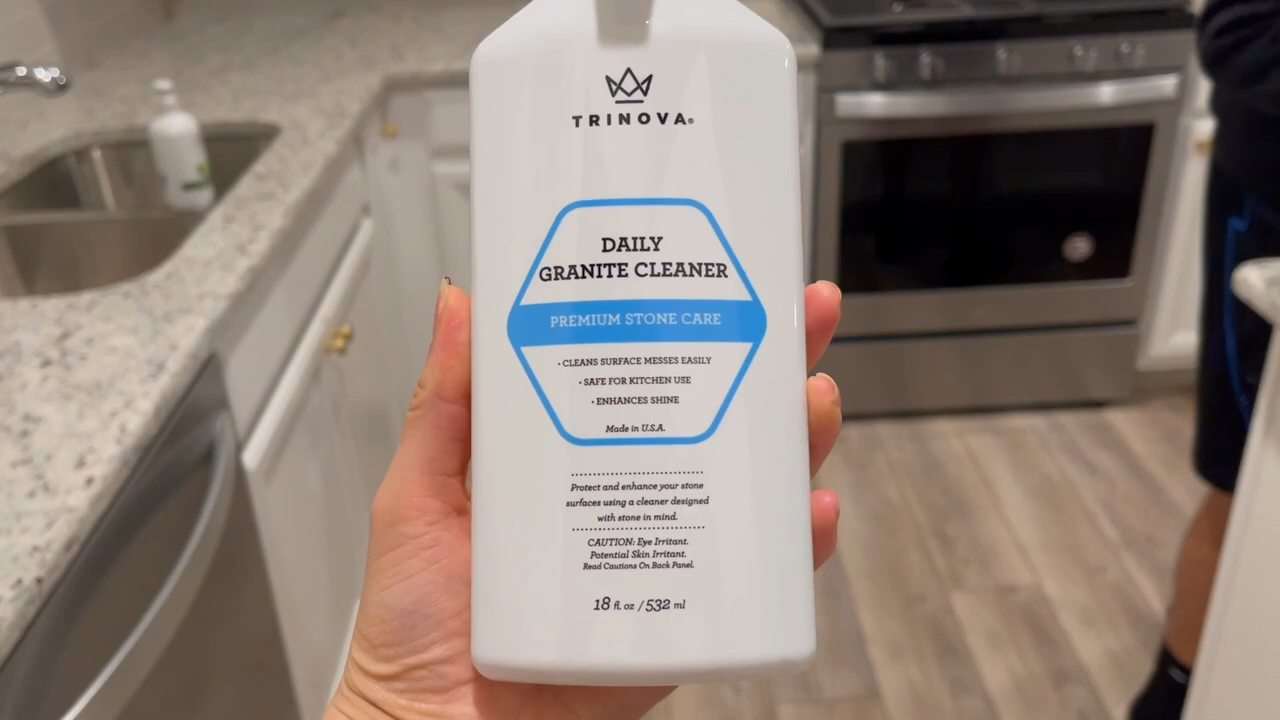 TRINOVA®
DAILY
GRANITE CLEANER
PREMIUM STONE CARE
• CLEANS SURFACE MESSES EASILY
• SAFE FOR KITCHEN USE
• ENHANCES SHINE
Made in U.S.A.
Protect and enhance your stone
surfaces using a cleaner designed
with stone in mind.
CAUTION: Eye Irritant.
Potential Skin Irritant.
Read Cautions On Back Panel.
18 fl. oz / 532 ml